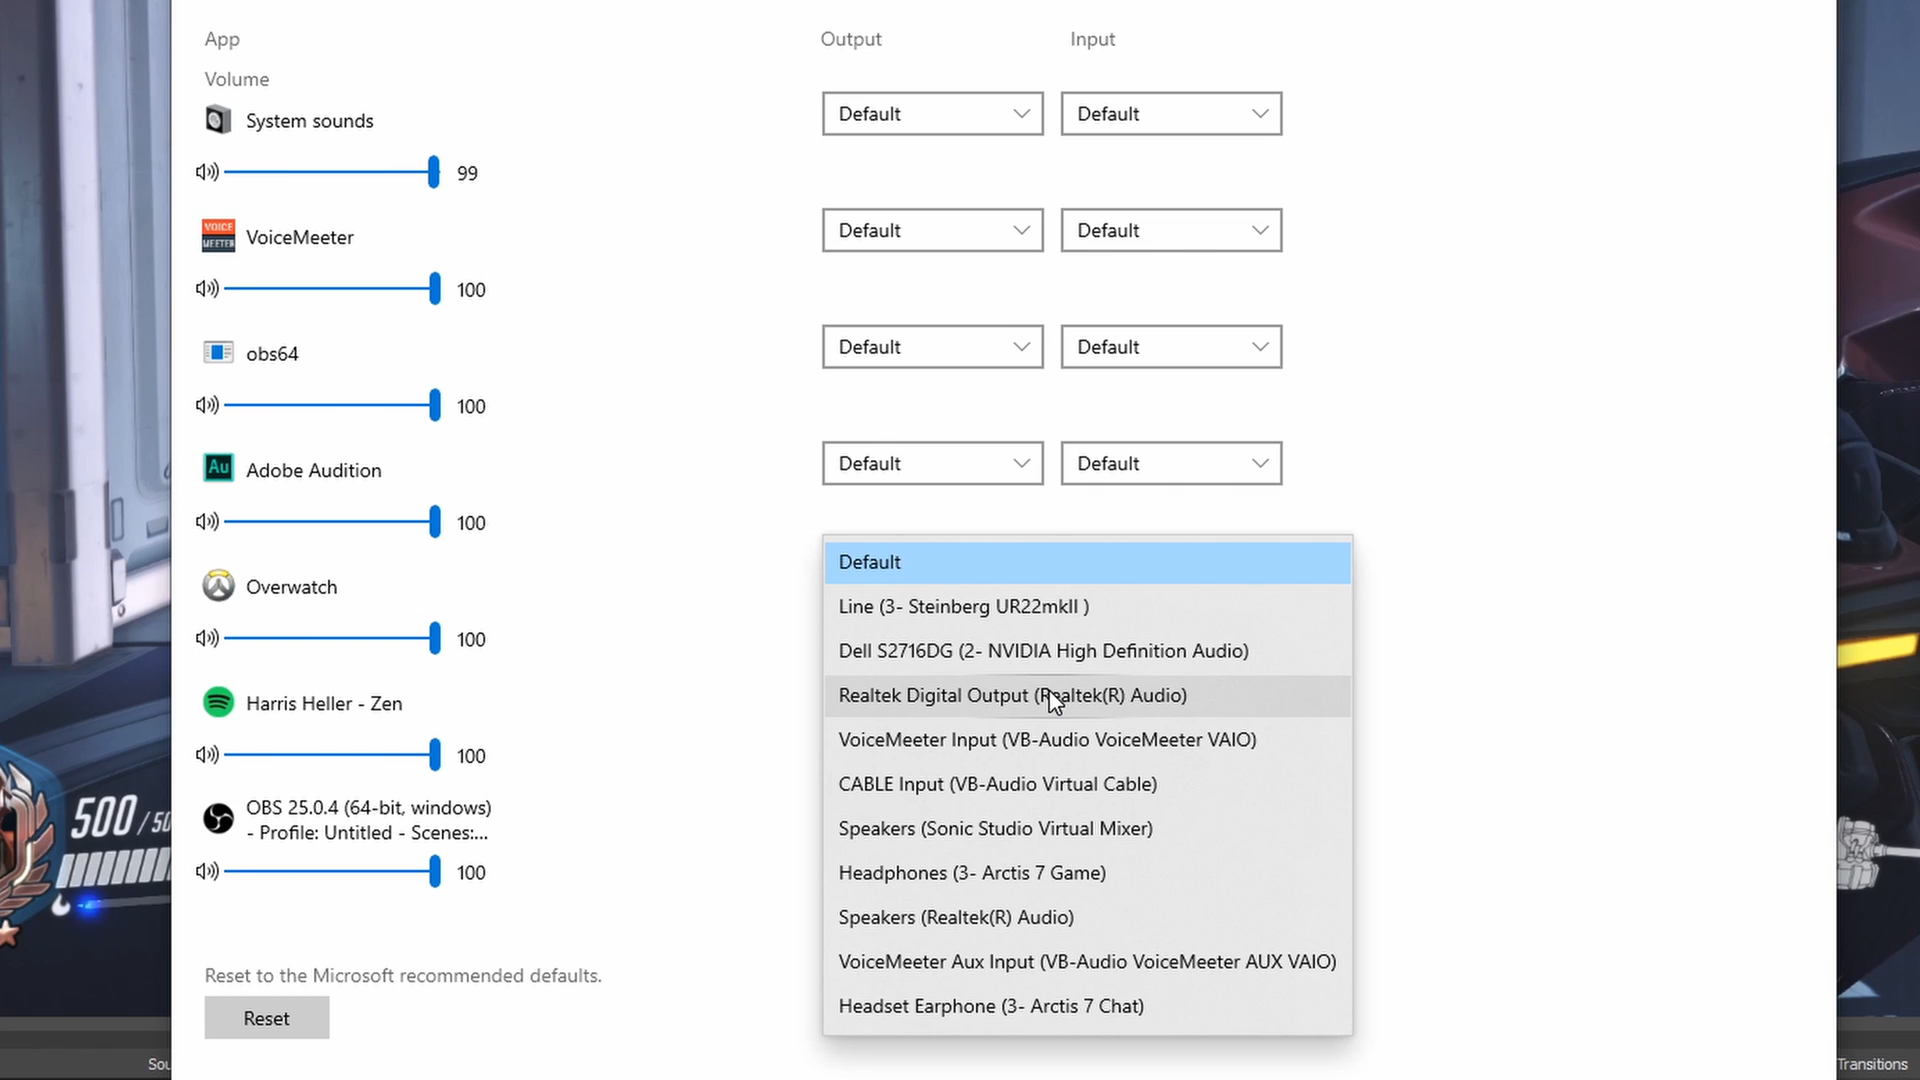 App
Output
Input
Volume
System sounds
Default
Default
99
VOICE
MEETER
VoiceMeeter
Default
Default
100
obs64
Default
Default
100
Au
Adobe Audition
Default
Default
100
Overwatch
100
Harris Heller - Zen
100
OBS 25.0.4 (64-bit, windows)
- Profile: Untitled - Scenes:...
100
Default
Line (3- Steinberg UR22mkII )
Dell S2716DG (2- NVIDIA High Definition Audio)
Realtek Digital Output (Realtek(R) Audio)
VoiceMeeter Input (VB-Audio VoiceMeeter VAIO)
CABLE Input (VB-Audio Virtual Cable)
Speakers (Sonic Studio Virtual Mixer)
Headphones (3- Arctis 7 Game)
Speakers (Realtek(R) Audio)
VoiceMeeter Aux Input (VB-Audio VoiceMeeter AUX VAIO)
Headset Earphone (3- Arctis 7 Chat)
Reset to the Microsoft recommended defaults.
Reset
500 / 50
Sou
Transitions